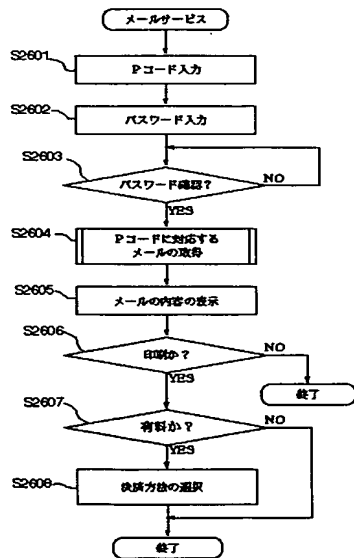 メールサービス
S2601
Pコード入力
S2602
パスワード入力
S2603
パスワード確認?
NO
YES
S2604
Pコードに対応する
メールの取得
S2605
メールの内容の表示
S2606
印刷か?
NO
YES
終了
S2607
有料か?
NO
YES
S2608
決済方法の選択
終了